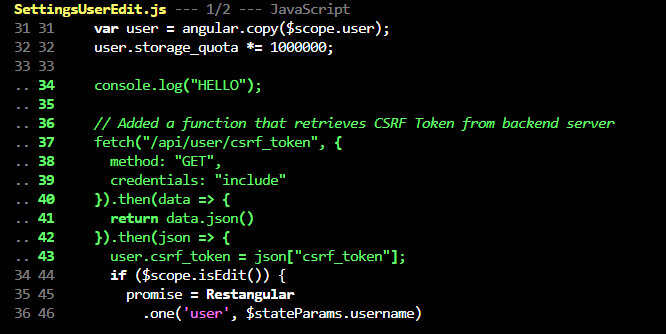 SettingsUserEdit.js --- 1/2 --- JavaScript
31 31     var user = angular.copy($scope.user);
32 32     user.storage_quota *= 1000000;
33 33
.. 34     console.log("HELLO");
.. 35
.. 36     // Added a function that retrieves CSRF Token from backend server
.. 37     fetch("/api/user/csrf_token", {
.. 38       method: "GET",
.. 39       credentials: "include"
.. 40     }).then(data => {
.. 41       return data.json()
.. 42     }).then(json => {
.. 43       user.csrf_token = json["csrf_token"];
34 44       if ($scope.isEdit()) {
35 45         promise = Restangular
36 46           .one('user', $stateParams.username)